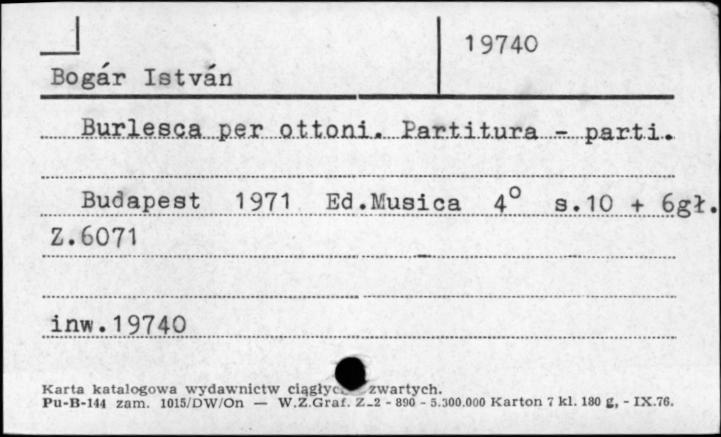 19740
Bogár István
Burlesca per ottoni. Partitura - parti.
Budapest 1971 Ed.Musica 4° s.10 + 6gł.
Z.6071
inw.19740
Karta katalogowa wydawnictw zwartych.
Pu-B-144 zam. 1015/DW/On — W.Z.Graf. Z-2 - 890 - 5.300.000 Karton 7 kl. 180 g, - IX.76.